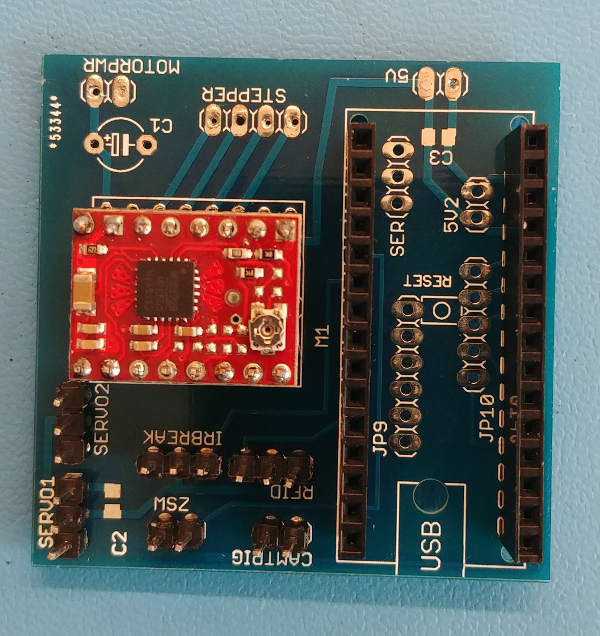 MOTORPWR
5V
STEPPER
C1
*53344*
C3
5V2
SER
RESET
M1
SERVO2
IRBREAK
JP9
JP10
RFID
SERVO1
ZSW
C2
CAMTRIG
USB